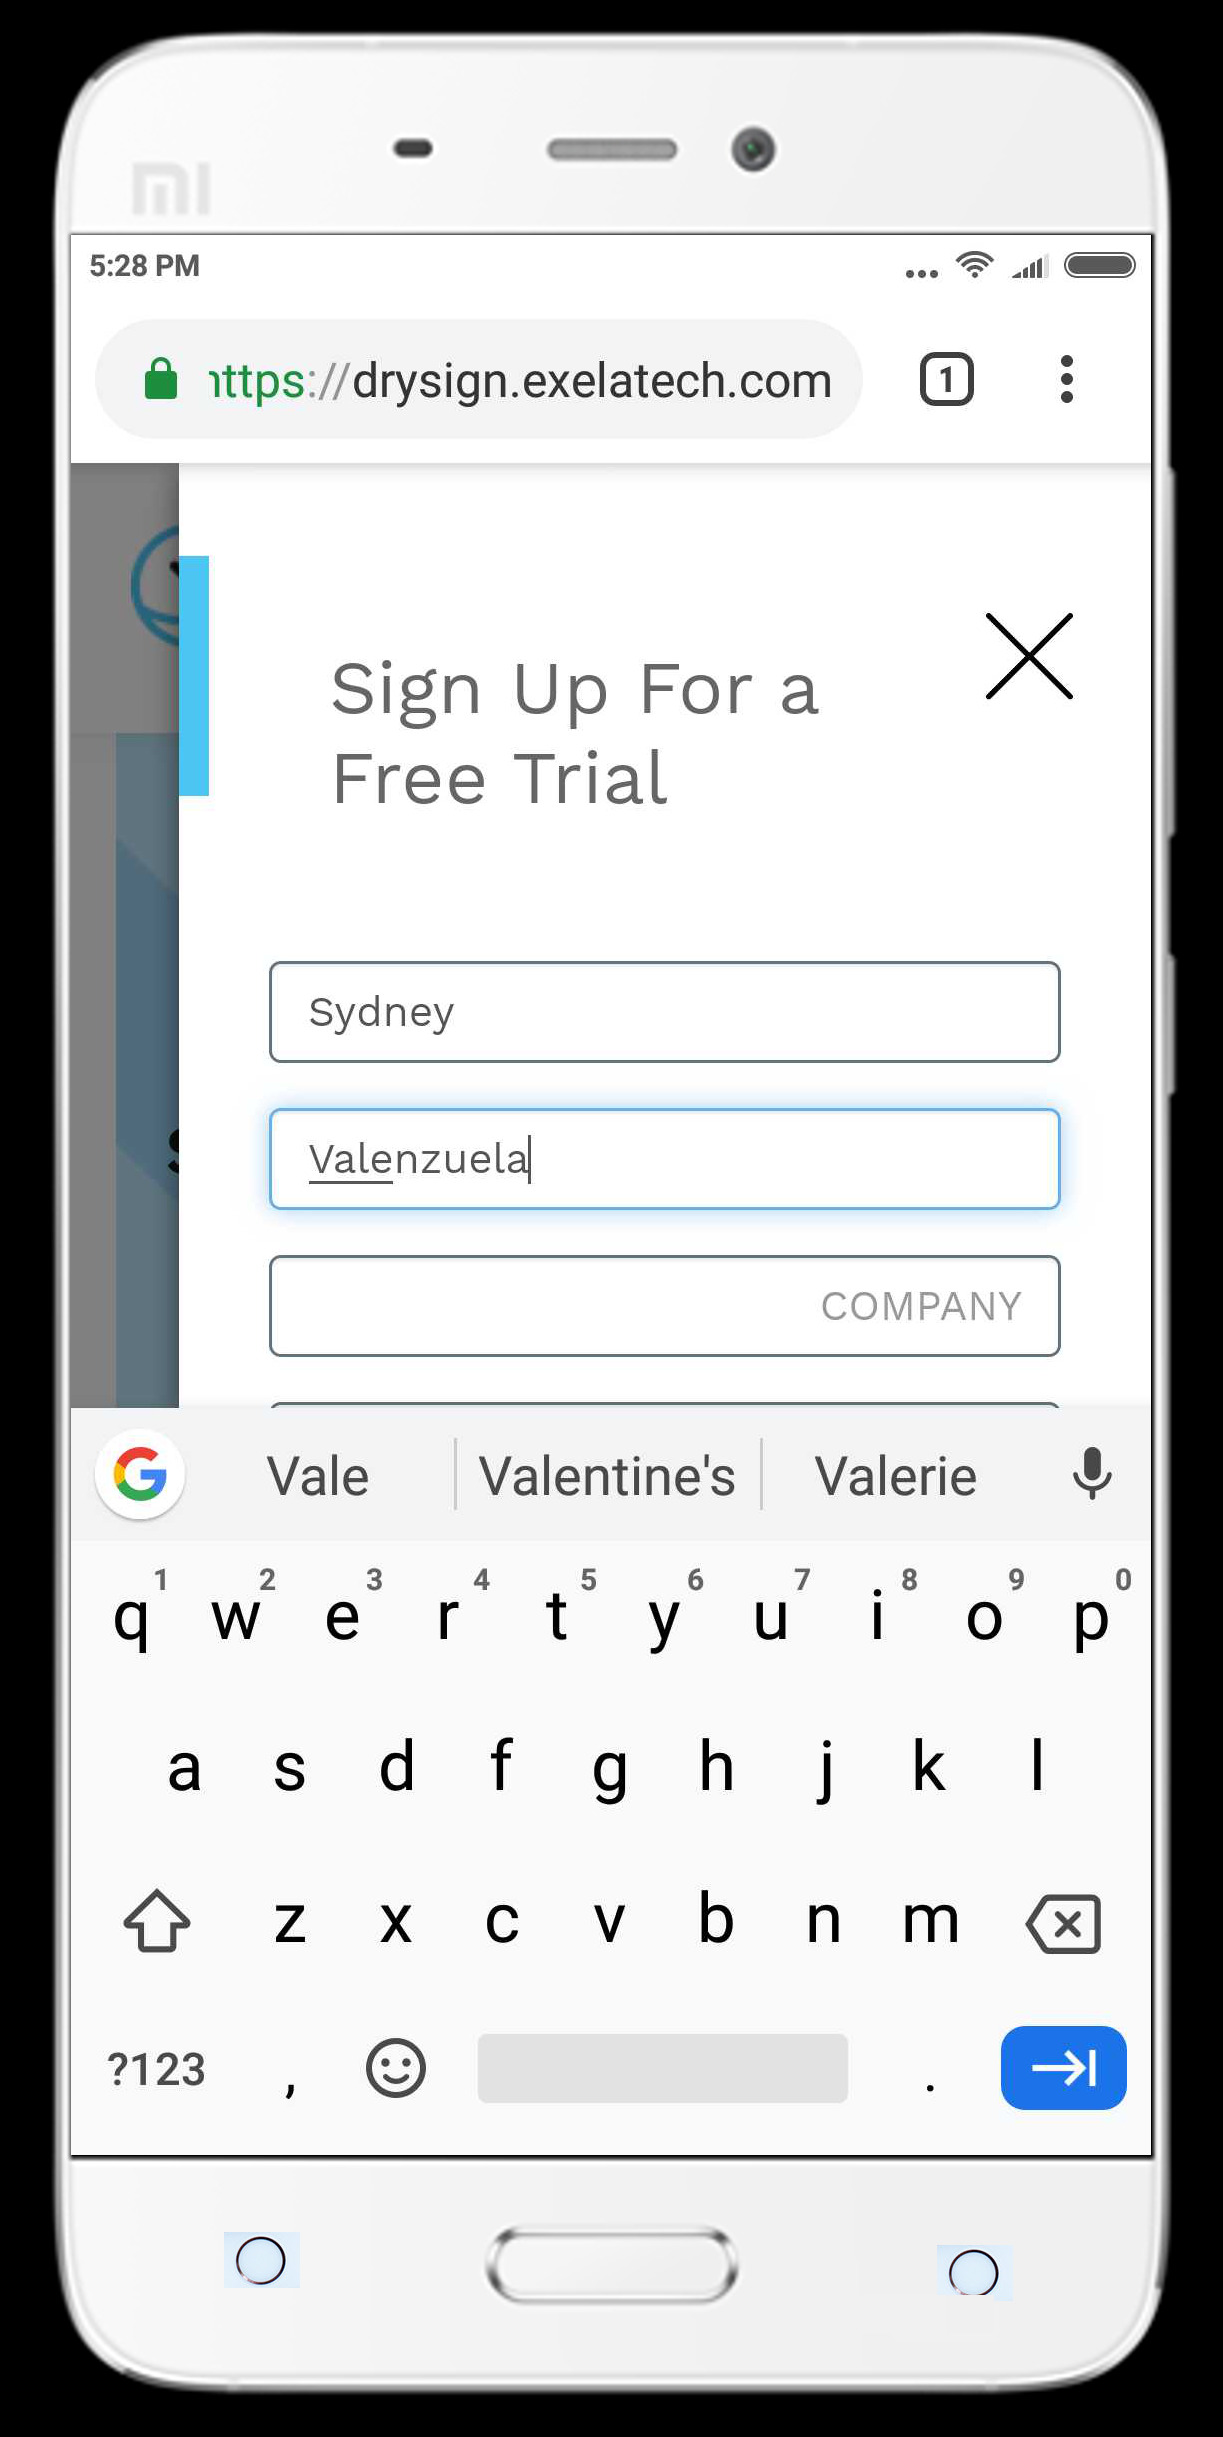 MI
5:28 PM
https://drysign.exelatech.com
1
Sign Up For a
Free Trial
Sydney
Valenzuela
COMPANY
G
Vale
Valentine's
Valerie
1 2 3 4 5 6 7 8 9 0
q w e r t y u i o p
a s d f g h j k l
z x c v b n m
?123 , .